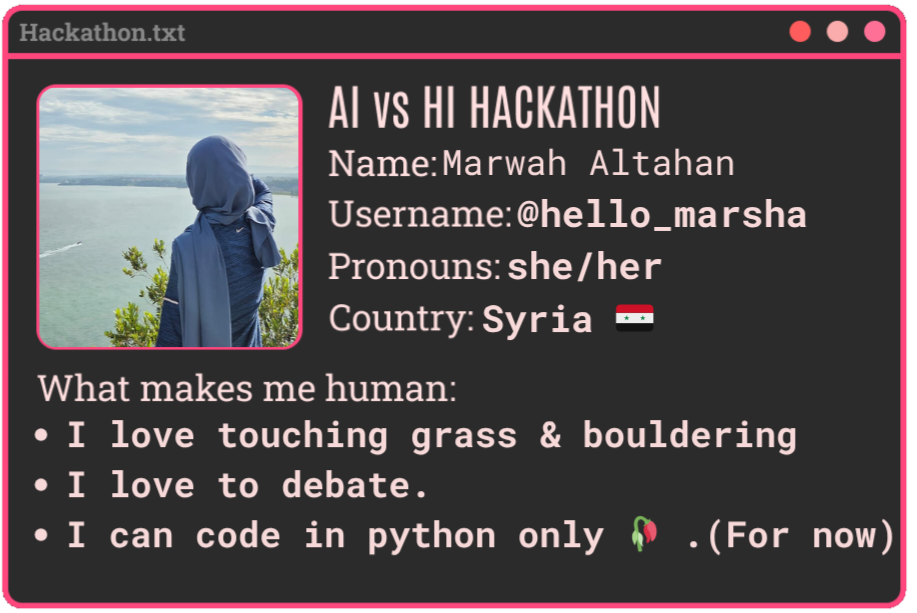 Hackathon.txt
AI vs HI HACKATHON
Name: Marwah Altahan
Username: @hello_marsha
Pronouns: she/her
Country: Syria 🇸🇾
What makes me human:
• I love touching grass & bouldering
• I love to debate.
• I can code in python only 🥀 .(For now)